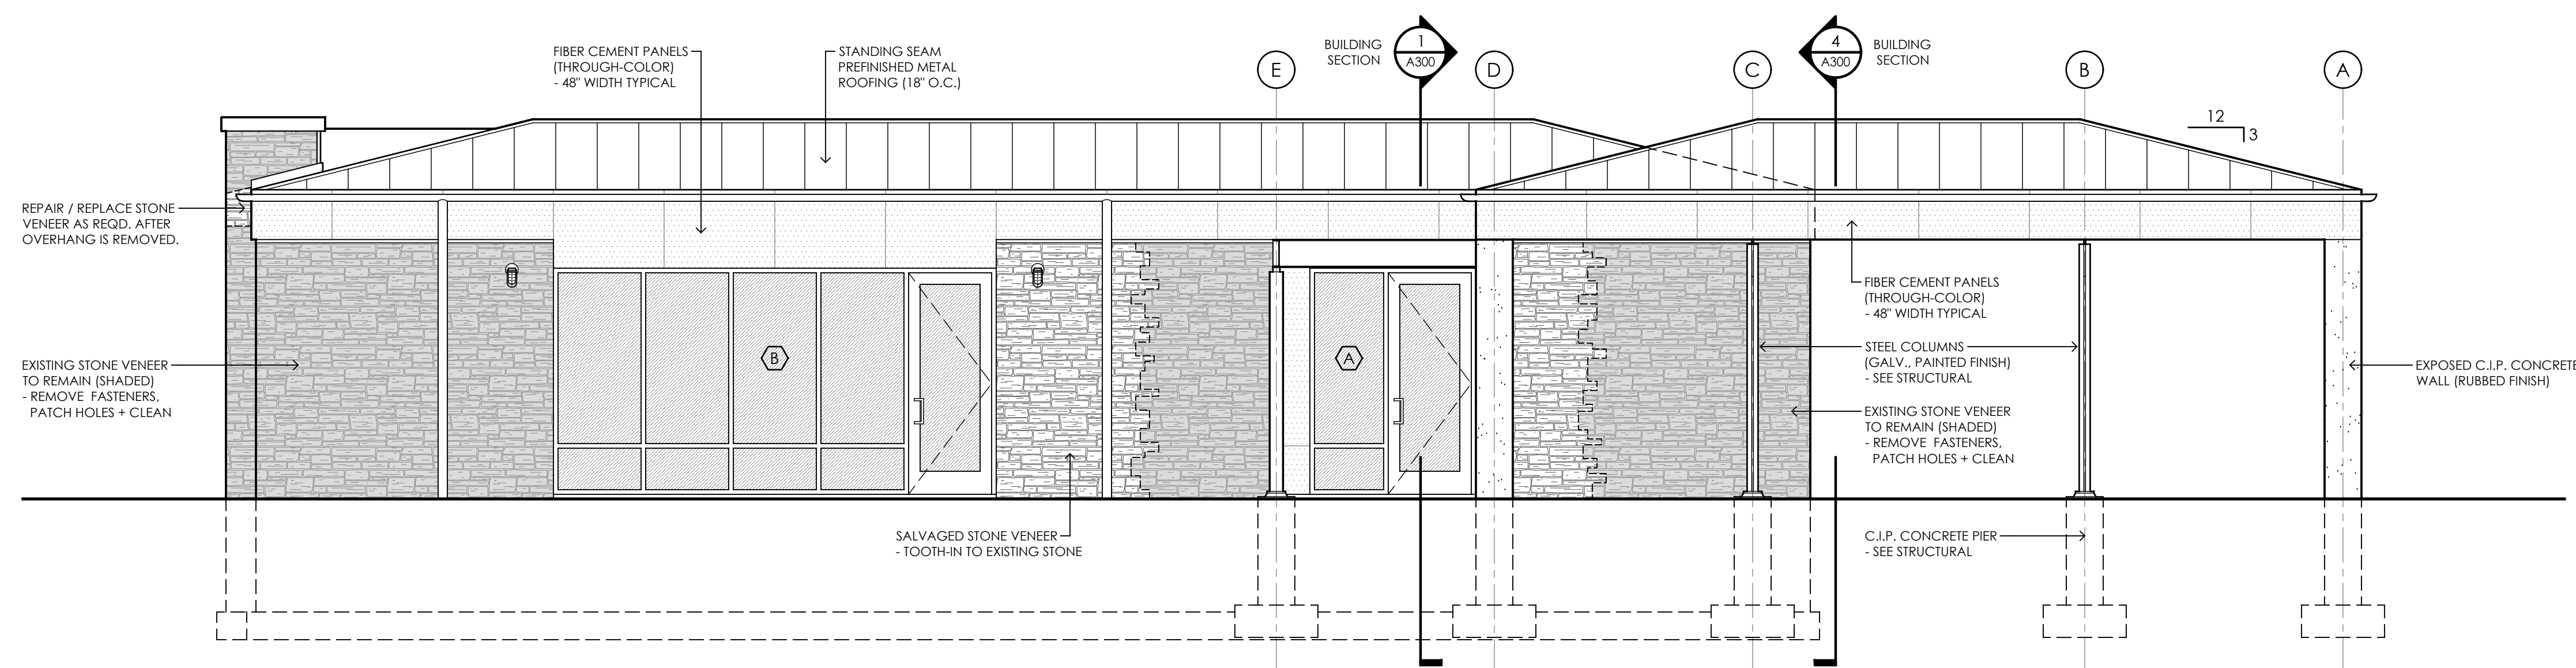 FIBER CEMENT PANELS
(THROUGH-COLOR)
- 48" WIDTH TYPICAL
STANDING SEAM
PREFINISHED METAL
ROOFING (18" O.C.)
E
BUILDING
SECTION
1
A300
D
C
4
A300
BUILDING
SECTION
B
A
12
3
REPAIR / REPLACE STONE
VENEER AS REQD. AFTER
OVERHANG IS REMOVED.
EXISTING STONE VENEER
TO REMAIN (SHADED)
- REMOVE FASTENERS,
PATCH HOLES + CLEAN
B
A
FIBER CEMENT PANELS
(THROUGH-COLOR)
- 48" WIDTH TYPICAL
STEEL COLUMNS
(GALV., PAINTED FINISH)
- SEE STRUCTURAL
EXISTING STONE VENEER
TO REMAIN (SHADED)
- REMOVE FASTENERS,
PATCH HOLES + CLEAN
EXPOSED C.I.P. CONCRETE
WALL (RUBBED FINISH)
SALVAGED STONE VENEER
- TOOTH-IN TO EXISTING STONE
C.I.P. CONCRETE PIER
- SEE STRUCTURAL